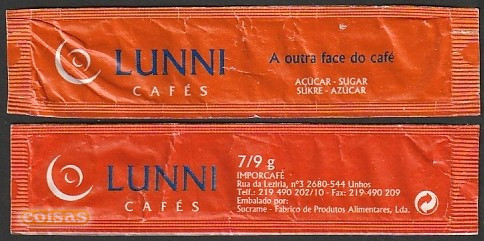 LUNNI
CAFÉS
A outra face do café
AÇÚCAR - SUGAR
SUKRE - AZÚCAR
LUNNI
CAFÉS
7/9 g
IMPORCAFÉ
Rua da Lezíria, nº3 2680-544 Unhos
Telf.: 219 490 202/10 - Fax: 219-490 209
Embalado por:
Socrame - Fábrico de Produtos Alimentares, Lda.
coisas